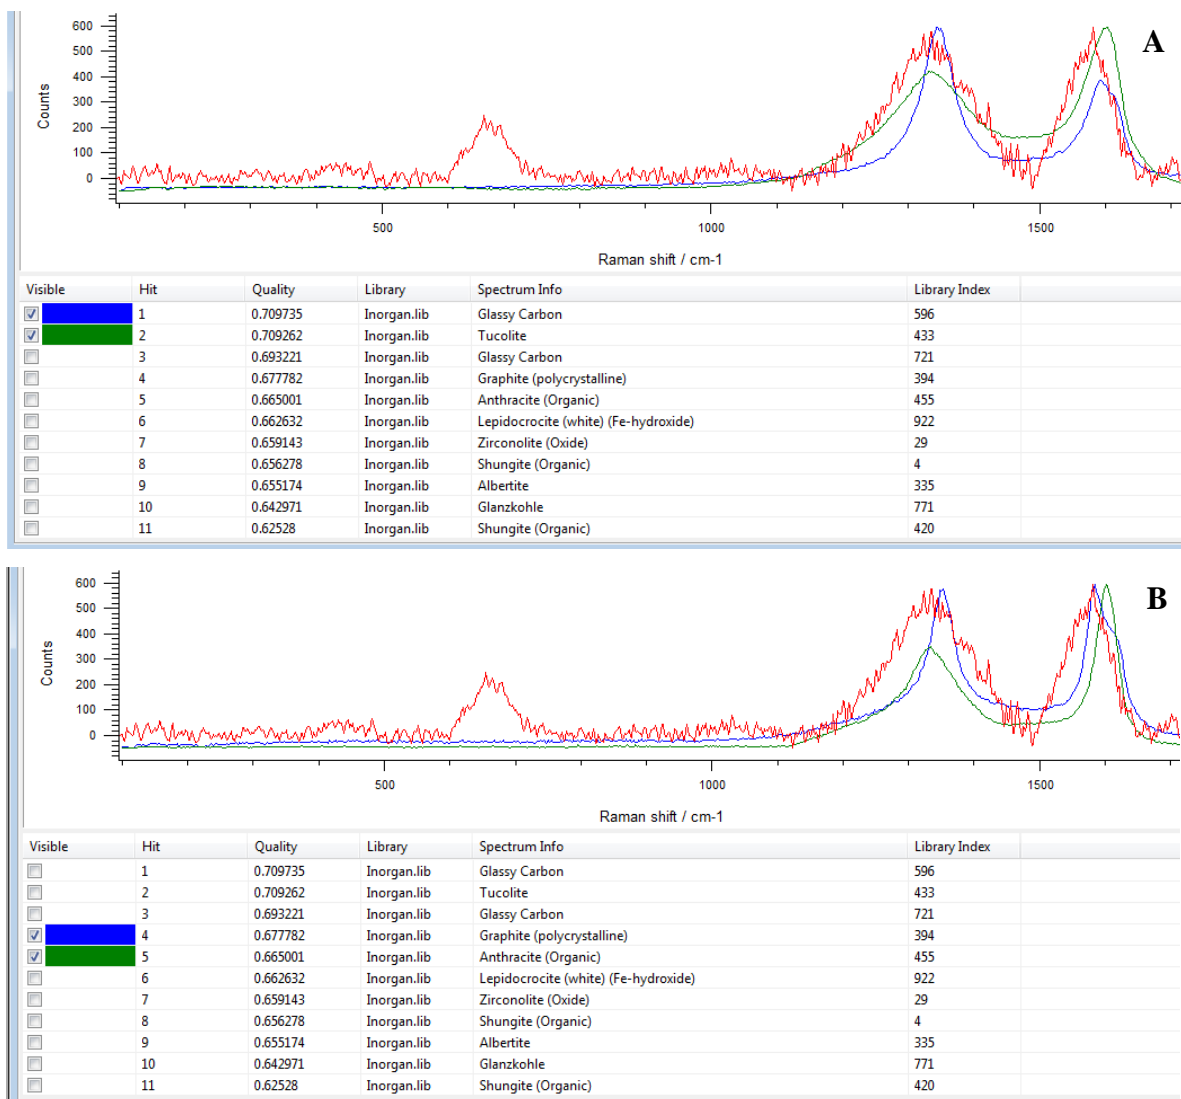 A
600
500
400
300
200
100
0
Counts
500 1000 1500
Raman shift / cm-1
Visible Hit Quality Library Spectrum Info Library Index
1 0.709735 Inorgan.lib Glassy Carbon 596
2 0.709262 Inorgan.lib Tucolite 433
3 0.693221 Inorgan.lib Glassy Carbon 721
4 0.677782 Inorgan.lib Graphite (polycrystalline) 394
5 0.665001 Inorgan.lib Anthracite (Organic) 455
6 0.662632 Inorgan.lib Lepidocrocite (white) (Fe-hydroxide) 922
7 0.659143 Inorgan.lib Zirconolite (Oxide) 29
8 0.656278 Inorgan.lib Shungite (Organic) 4
9 0.655174 Inorgan.lib Albertite 335
10 0.642971 Inorgan.lib Glanzkohle 771
11 0.62528 Inorgan.lib Shungite (Organic) 420
B
600
500
400
300
200
100
0
Counts
500 1000 1500
Raman shift / cm-1
Visible Hit Quality Library Spectrum Info Library Index
1 0.709735 Inorgan.lib Glassy Carbon 596
2 0.709262 Inorgan.lib Tucolite 433
3 0.693221 Inorgan.lib Glassy Carbon 721
4 0.677782 Inorgan.lib Graphite (polycrystalline) 394
5 0.665001 Inorgan.lib Anthracite (Organic) 455
6 0.662632 Inorgan.lib Lepidocrocite (white) (Fe-hydroxide) 922
7 0.659143 Inorgan.lib Zirconolite (Oxide) 29
8 0.656278 Inorgan.lib Shungite (Organic) 4
9 0.655174 Inorgan.lib Albertite 335
10 0.642971 Inorgan.lib Glanzkohle 771
11 0.62528 Inorgan.lib Shungite (Organic) 420